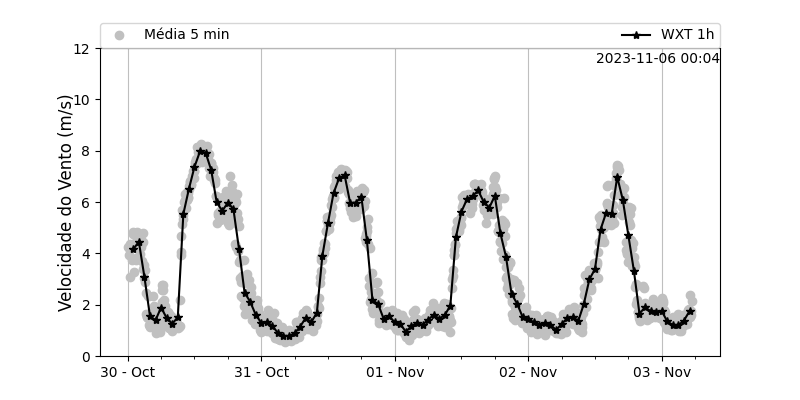 Média 5 min
WXT 1h
2023-11-06 00:04
Velocidade do Vento (m/s)
12
10
8
6
4
2
0
30 - Oct
31 - Oct
01 - Nov
02 - Nov
03 - Nov